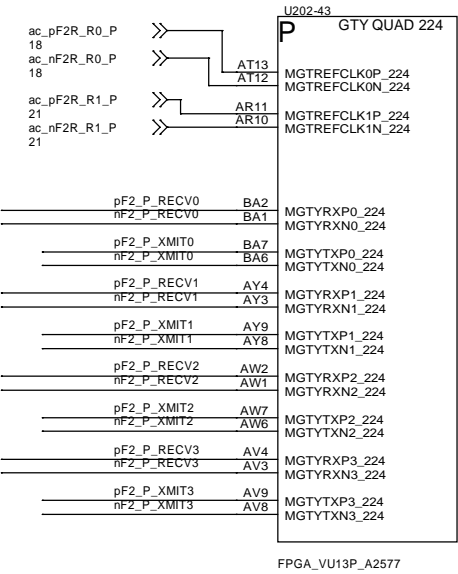 U202-43
P GTY QUAD 224
ac_pF2R_R0_P
18
ac_nF2R_R0_P
18
AT13 MGTREFCLK0P_224
AT12 MGTREFCLK0N_224
ac_pF2R_R1_P
21
ac_nF2R_R1_P
21
AR11 MGTREFCLK1P_224
AR10 MGTREFCLK1N_224
pF2_P_RECV0 BA2 MGTYRXP0_224
nF2_P_RECV0 BA1 MGTYRXN0_224
pF2_P_XMIT0 BA7 MGTYTXP0_224
nF2_P_XMIT0 BA6 MGTYTXN0_224
pF2_P_RECV1 AY4 MGTYRXP1_224
nF2_P_RECV1 AY3 MGTYRXN1_224
pF2_P_XMIT1 AY9 MGTYTXP1_224
nF2_P_XMIT1 AY8 MGTYTXN1_224
pF2_P_RECV2 AW2 MGTYRXP2_224
nF2_P_RECV2 AW1 MGTYRXN2_224
pF2_P_XMIT2 AW7 MGTYTXP2_224
nF2_P_XMIT2 AW6 MGTYTXN2_224
pF2_P_RECV3 AV4 MGTYRXP3_224
nF2_P_RECV3 AV3 MGTYRXN3_224
pF2_P_XMIT3 AV9 MGTYTXP3_224
nF2_P_XMIT3 AV8 MGTYTXN3_224
FPGA_VU13P_A2577